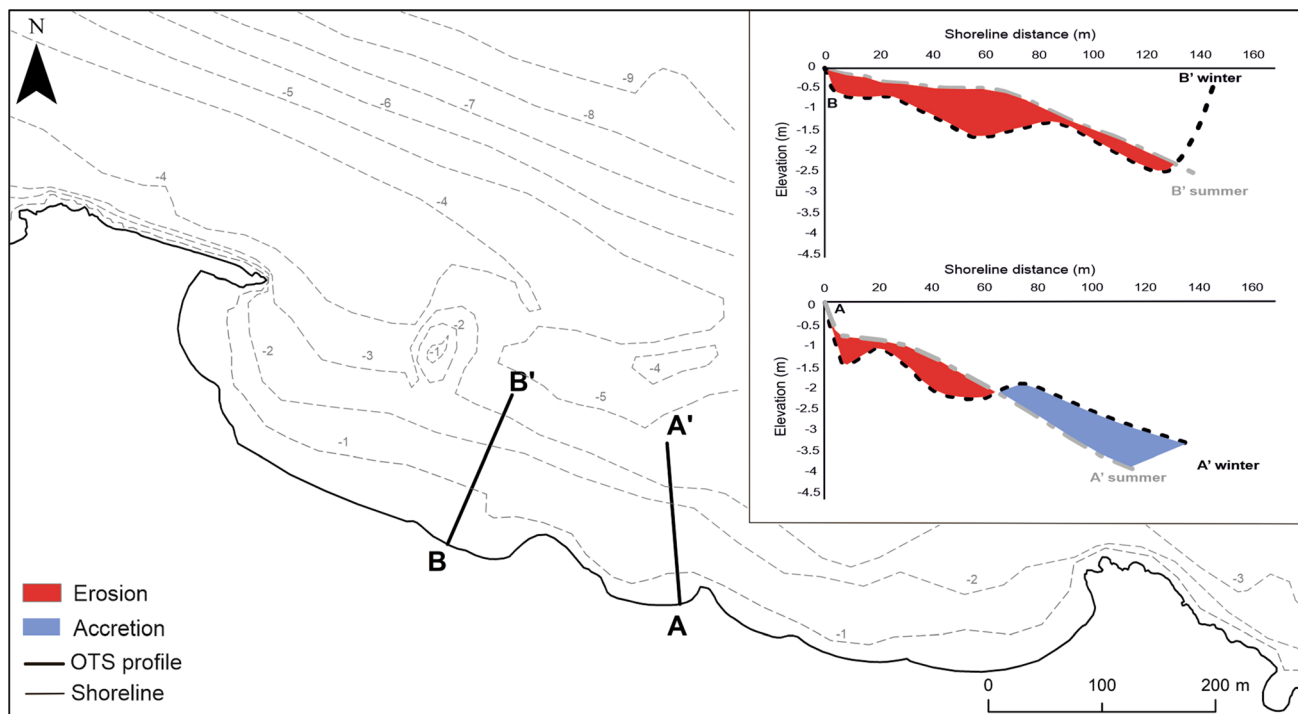 N
-9
-8
-7
-6
-5
-4
-4
-2
-1
-2
-3
-4
-5
-1
-2
-3
-1
B'
B
A'
A
Erosion
Accretion
OTS profile
Shoreline
0 100 200 m
Shoreline distance (m)
0 20 40 60 80 100 120 140 160
Elevation (m)
0
-0.5
-1
-1.5
-2
-2.5
-3
-3.5
-4
-4.5
B
B' winter
B' summer
Shoreline distance (m)
0 20 40 60 80 100 120 140 160
Elevation (m)
0
-0.5
-1
-1.5
-2
-2.5
-3
-3.5
-4
-4.5
A
A' winter
A' summer